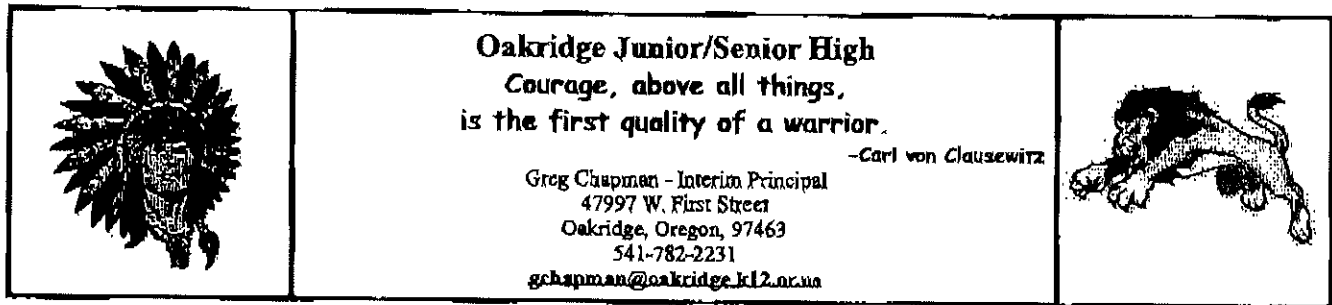 Oakridge Junior/Senior High
Courage, above all things,
is the first quality of a warrior.
-Carl von Clausewitz
Greg Chapman - Interim Principal
47997 W. First Street
Oakridge, Oregon, 97463
541-782-2231
gchapman@oakridge.k12.or.us